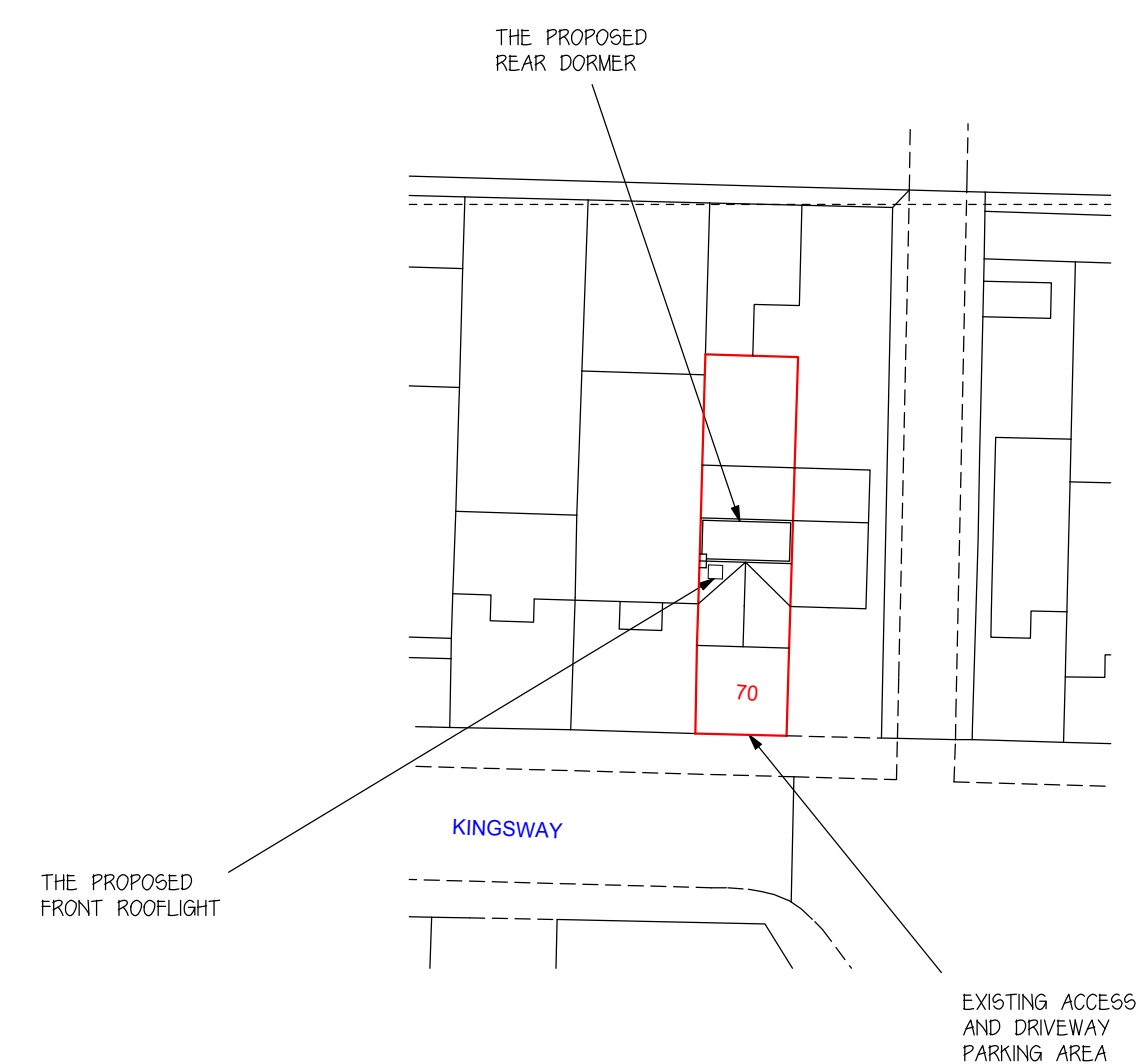 THE PROPOSED
REAR DORMER
70
KINGSWAY
THE PROPOSED
FRONT ROOFLIGHT
EXISTING ACCESS
AND DRIVEWAY
PARKING AREA